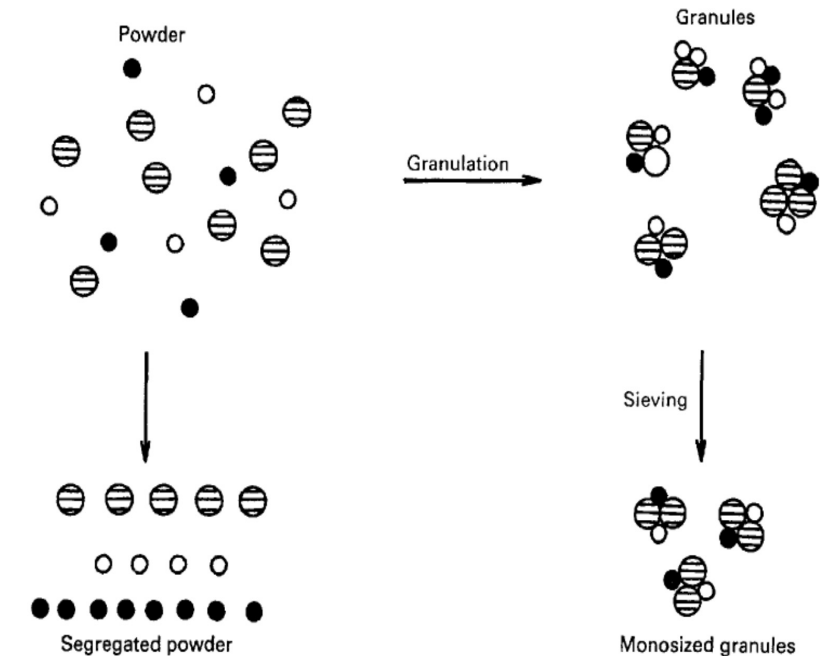 Powder
Granules
Granulation
Sieving
Segregated powder
Monosized granules